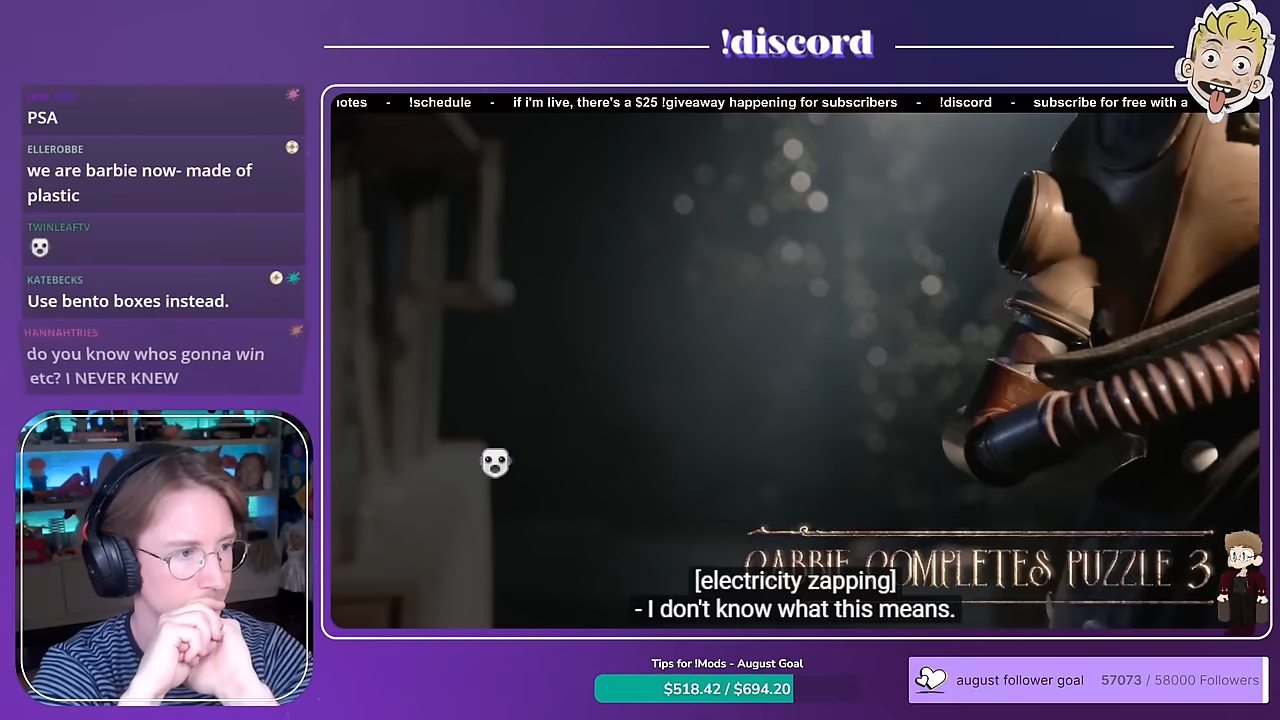 !discord
notes - !schedule - if i'm live, there's a $25 !giveaway happening for subscribers - !discord - subscribe for free with a
PSA
ELLEROBBE
we are barbie now- made of
plastic
TWINLEAFTV
KATEBECKS
Use bento boxes instead.
HANNAHTRIES
do you know whos gonna win
etc? I NEVER KNEW
CABBIE COMPLETES PUZZLE 3
[electricity zapping]
- I don't know what this means.
Tips for !Mods - August Goal
$518.42 / $694.20
august follower goal 57073 / 58000 Followers